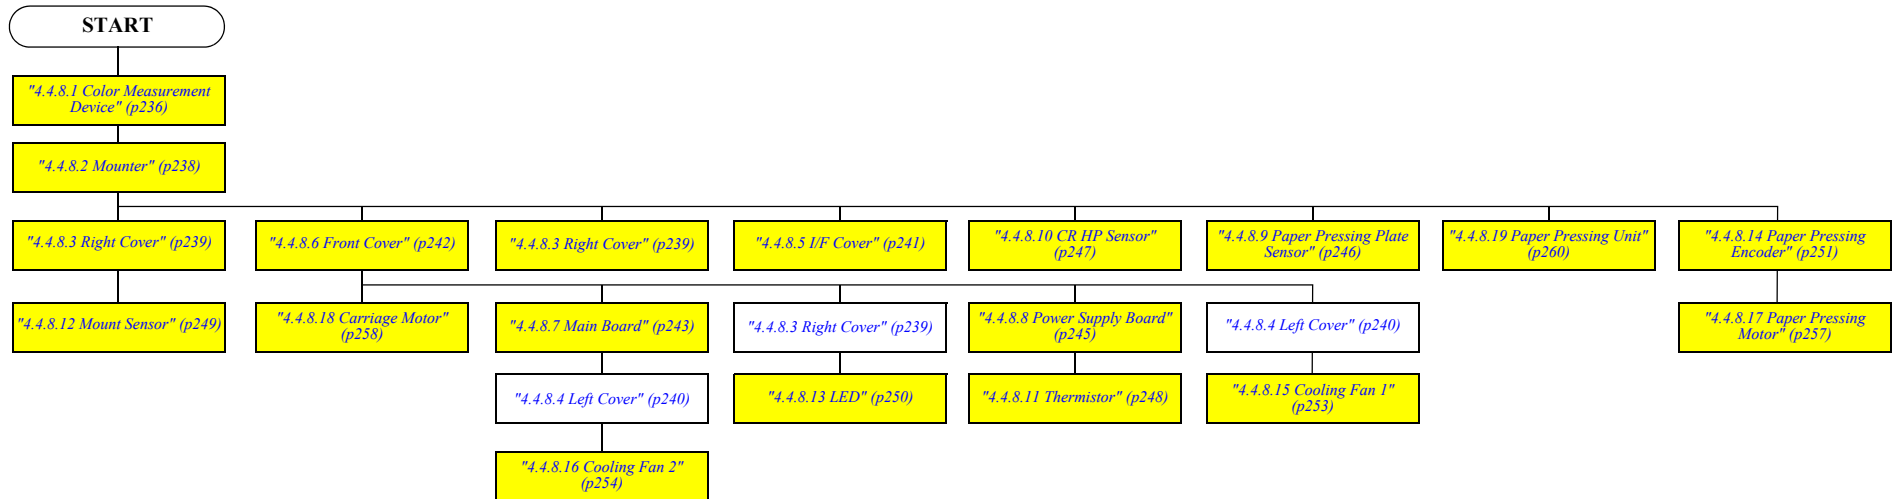 START
"4.4.8.1 Color Measurement
Device" (p236)
"4.4.8.2 Mounter" (p238)
"4.4.8.3 Right Cover" (p239)
"4.4.8.6 Front Cover" (p242)
"4.4.8.3 Right Cover" (p239)
"4.4.8.5 I/F Cover" (p241)
"4.4.8.10 CR HP Sensor"
(p247)
"4.4.8.9 Paper Pressing Plate
Sensor" (p246)
"4.4.8.19 Paper Pressing Unit"
(p260)
"4.4.8.14 Paper Pressing
Encoder" (p251)
"4.4.8.12 Mount Sensor" (p249)
"4.4.8.18 Carriage Motor"
(p258)
"4.4.8.7 Main Board" (p243)
"4.4.8.3 Right Cover" (p239)
"4.4.8.8 Power Supply Board"
(p245)
"4.4.8.4 Left Cover" (p240)
"4.4.8.17 Paper Pressing
Motor" (p257)
"4.4.8.4 Left Cover" (p240)
"4.4.8.13 LED" (p250)
"4.4.8.11 Thermistor" (p248)
"4.4.8.15 Cooling Fan 1"
(p253)
"4.4.8.16 Cooling Fan 2"
(p254)